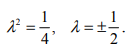 λ² = 1/4, λ = ±1/2.